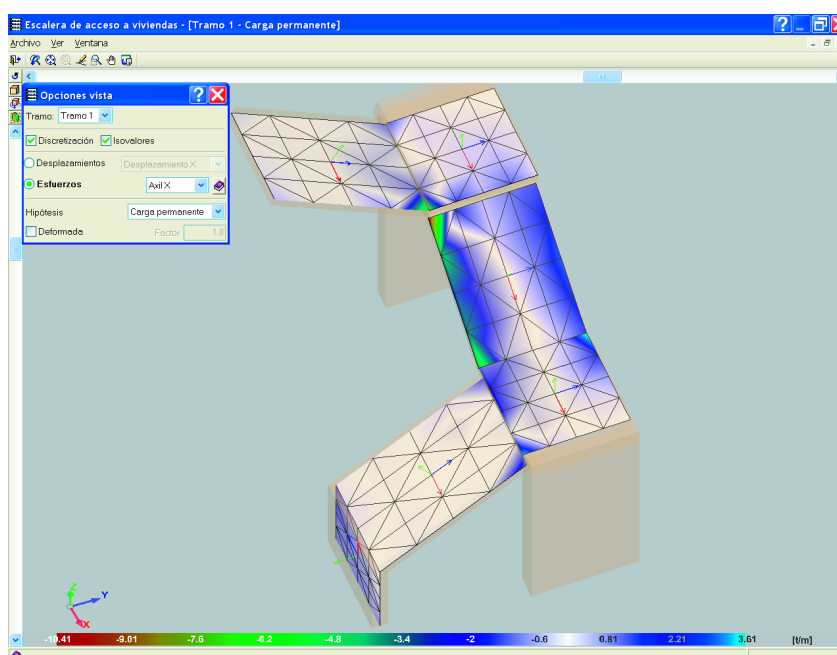 Escalera de acceso a viviendas - [Tramo 1 - Carga permanente]
Archivo Ver Ventana
Opciones vista
Tramo: Tramo 1
Discretización Isovalores
Desplazamientos Desplazamiento X
Esfuerzos Axil X
Hipótesis Carga permanente
Deformada Factor 1.0
Z
Y
X
-10.41 -9.01 -7.6 -6.2 -4.8 -3.4 -2 -0.6 0.81 2.21 3.61 [t/m]